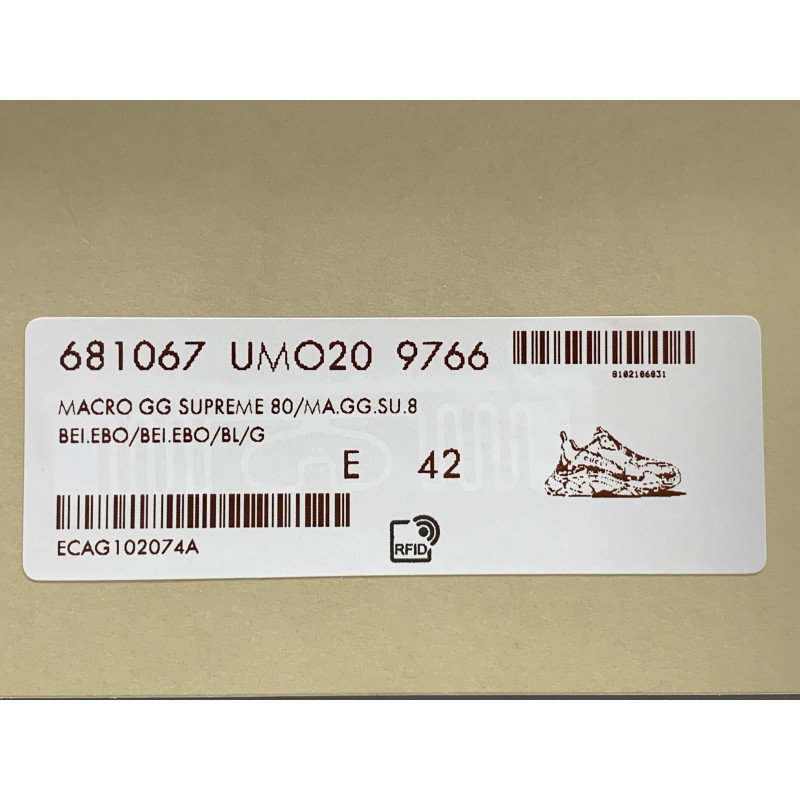 681067 UMO20 9766
8102106831
MACRO GG SUPREME 80/MA.GG.SU.8
BEI.EBO/BEI.EBO/BL/G
E 42
ECAG102074A
RFID